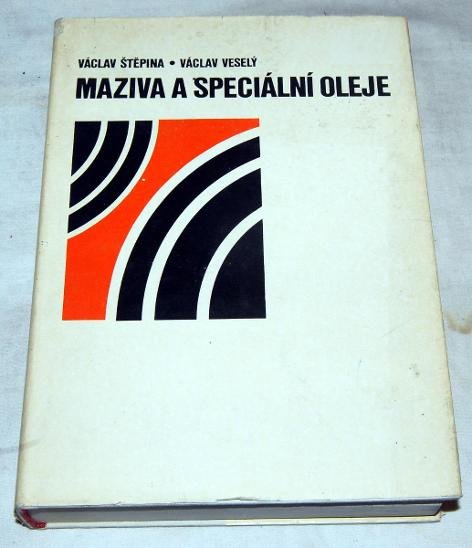 VÁCLAV ŠTĚPINA • VÁCLAV VESELÝ
MAZIVA A SPECIÁLNÍ OLEJE